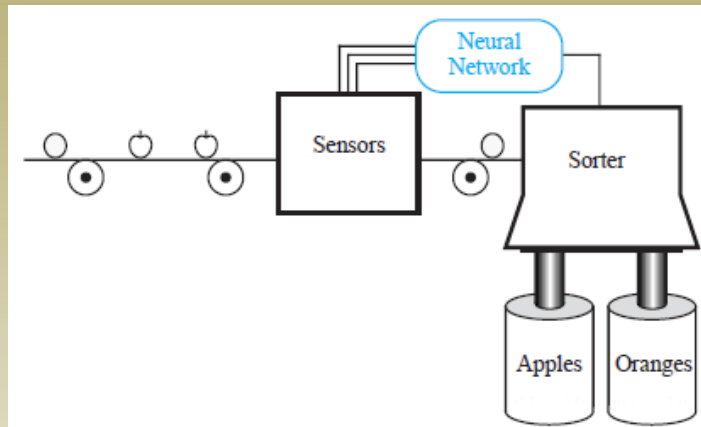 Neural
Network
Sensors
Sorter
Apples
Oranges